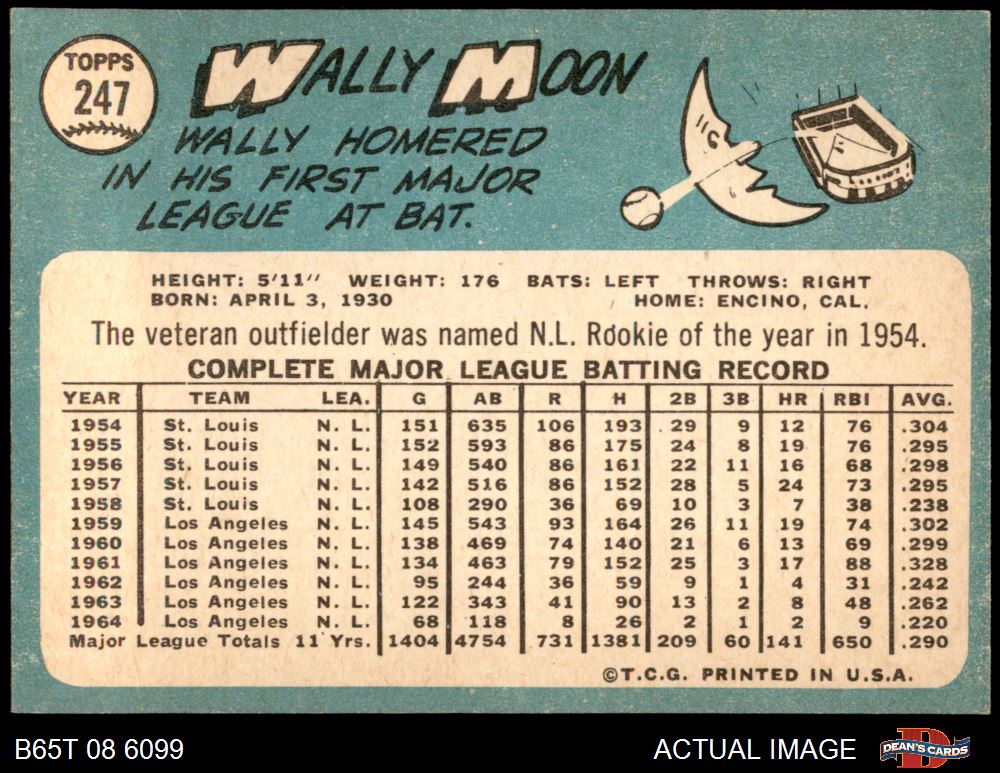 TOPPS
247
WALLY MOON
WALLY HOMERED
IN HIS FIRST MAJOR
LEAGUE AT BAT.
HEIGHT: 5'11" WEIGHT: 176 BATS: LEFT THROWS: RIGHT
BORN: APRIL 3, 1930 HOME: ENCINO, CAL.
The veteran outfielder was named N.L. Rookie of the year in 1954.
COMPLETE MAJOR LEAGUE BATTING RECORD
YEAR TEAM LEA. G AB R H 2B 3B HR RBI AVG.
1954 St. Louis N. L. 151 635 106 193 29 9 12 76 .304
1955 St. Louis N. L. 152 593 86 175 24 8 19 76 .295
1956 St. Louis N. L. 149 540 86 161 22 11 16 68 .298
1957 St. Louis N. L. 142 516 86 152 28 5 24 73 .295
1958 St. Louis N. L. 108 290 36 69 10 3 7 38 .238
1959 Los Angeles N. L. 145 543 93 164 26 11 19 74 .302
1960 Los Angeles N. L. 138 469 74 140 21 6 13 69 .299
1961 Los Angeles N. L. 134 463 79 152 25 3 17 88 .328
1962 Los Angeles N. L. 95 244 36 59 9 1 4 31 .242
1963 Los Angeles N. L. 122 343 41 90 13 2 8 48 .262
1964 Los Angeles N. L. 68 118 8 26 2 1 2 9 .220
Major League Totals 11 Yrs. 1404 4754 731 1381 209 60 141 650 .290
©T.C.G. PRINTED IN U.S.A.
B65T 08 6099 ACTUAL IMAGE DEAN'S CARDS